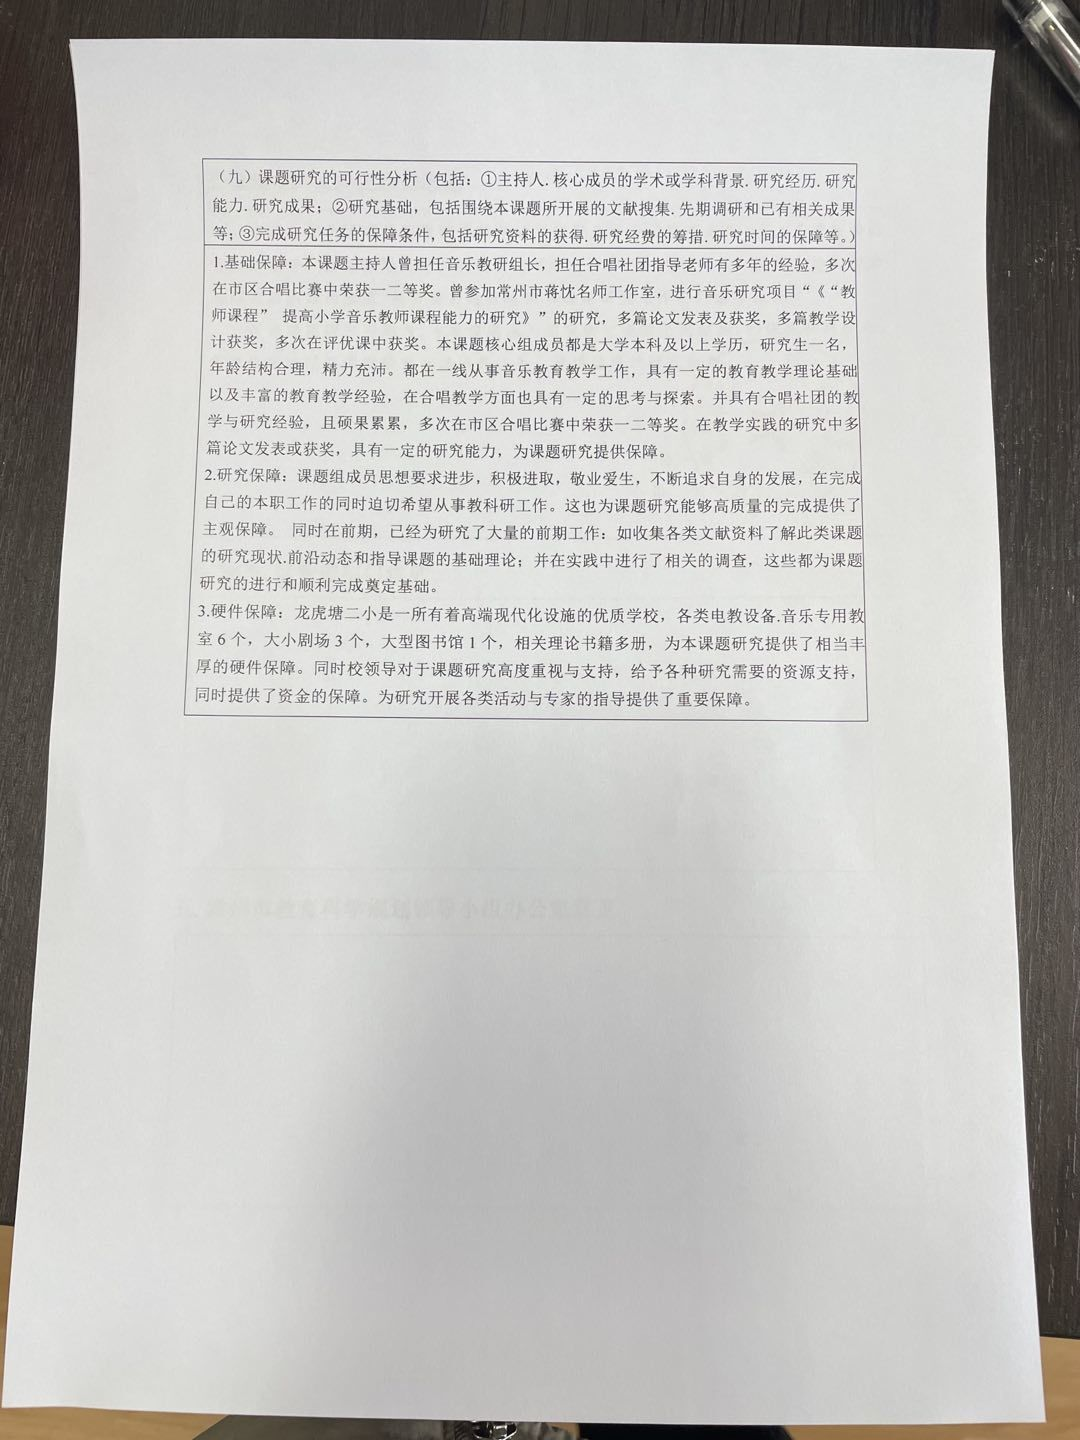 （九）课题研究的可行性分析（包括：①主持人.核心成员的学术或学科背景.研究经历.研究
能力.研究成果；②研究基础，包括围绕本课题所开展的文献搜集.先期调研和已有相关成果
等；③完成研究任务的保障条件，包括研究资料的获得.研究经费的筹措.研究时间的保障等。）
1.基础保障：本课题主持人曾担任音乐教研组长，担任合唱社团指导老师有多年的经验，多次
在市区合唱比赛中荣获一二等奖。曾参加常州市蒋忱名师工作室，进行音乐研究项目“《“教
师课程” 提高小学音乐教师课程能力的研究》”的研究，多篇论文发表及获奖，多篇教学设
计获奖，多次在评优课中获奖。本课题核心组成员都是大学本科及以上学历，研究生一名，
年龄结构合理，精力充沛。都在一线从事音乐教育教学工作，具有一定的教育教学理论基础
以及丰富的教育教学经验，在合唱教学方面也具有一定的思考与探索。并具有合唱社团的教
学与研究经验，且硕果累累，多次在市区合唱比赛中荣获一二等奖。在教学实践的研究中多
篇论文发表或获奖，具有一定的研究能力，为课题研究提供保障。
2.研究保障：课题组成员思想要求进步，积极进取，敬业爱生，不断追求自身的发展，在完成
自己的本职工作的同时迫切希望从事教科研工作。这也为课题研究能够高质量的完成提供了
主观保障。 同时在前期，已经为研究了大量的前期工作：如收集各类文献资料了解此类课题
的研究现状.前沿动态和指导课题的基础理论；并在实践中进行了相关的调查，这些都为课题
研究的进行和顺利完成奠定基础。
3.硬件保障：龙虎塘二小是一所有着高端现代化设施的优质学校，各类电教设备.音乐专用教
室 6 个，大小剧场 3 个，大型图书馆 1 个，相关理论书籍多册，为本课题研究提供了相当丰
厚的硬件保障。同时校领导对于课题研究高度重视与支持，给予各种研究需要的资源支持，
同时提供了资金的保障。为研究开展各类活动与专家的指导提供了重要保障。